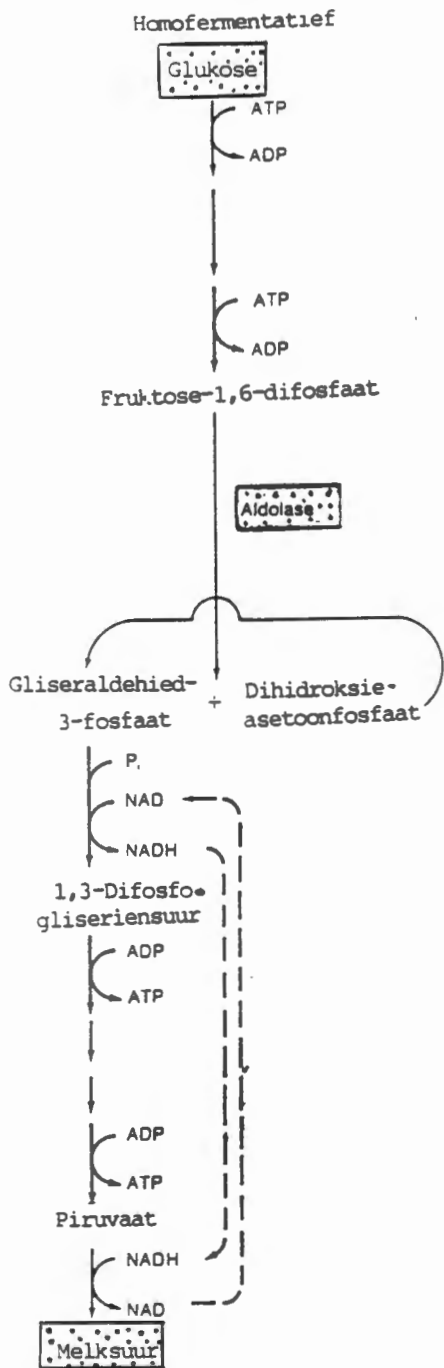 Homofermentatief
Glukose
ATP
ADP
ATP
ADP
Fruktose-1,6-difosfaat
Aldolase
Gliseraldehied-
3-fosfaat
+
Dihidroksie-
asetoonfosfaat
P.
NAD
NADH
1,3-Difosfo-
gliseriensuur
ADP
ATP
ADP
ATP
Piruvaat
NADH
NAD
Melksuur